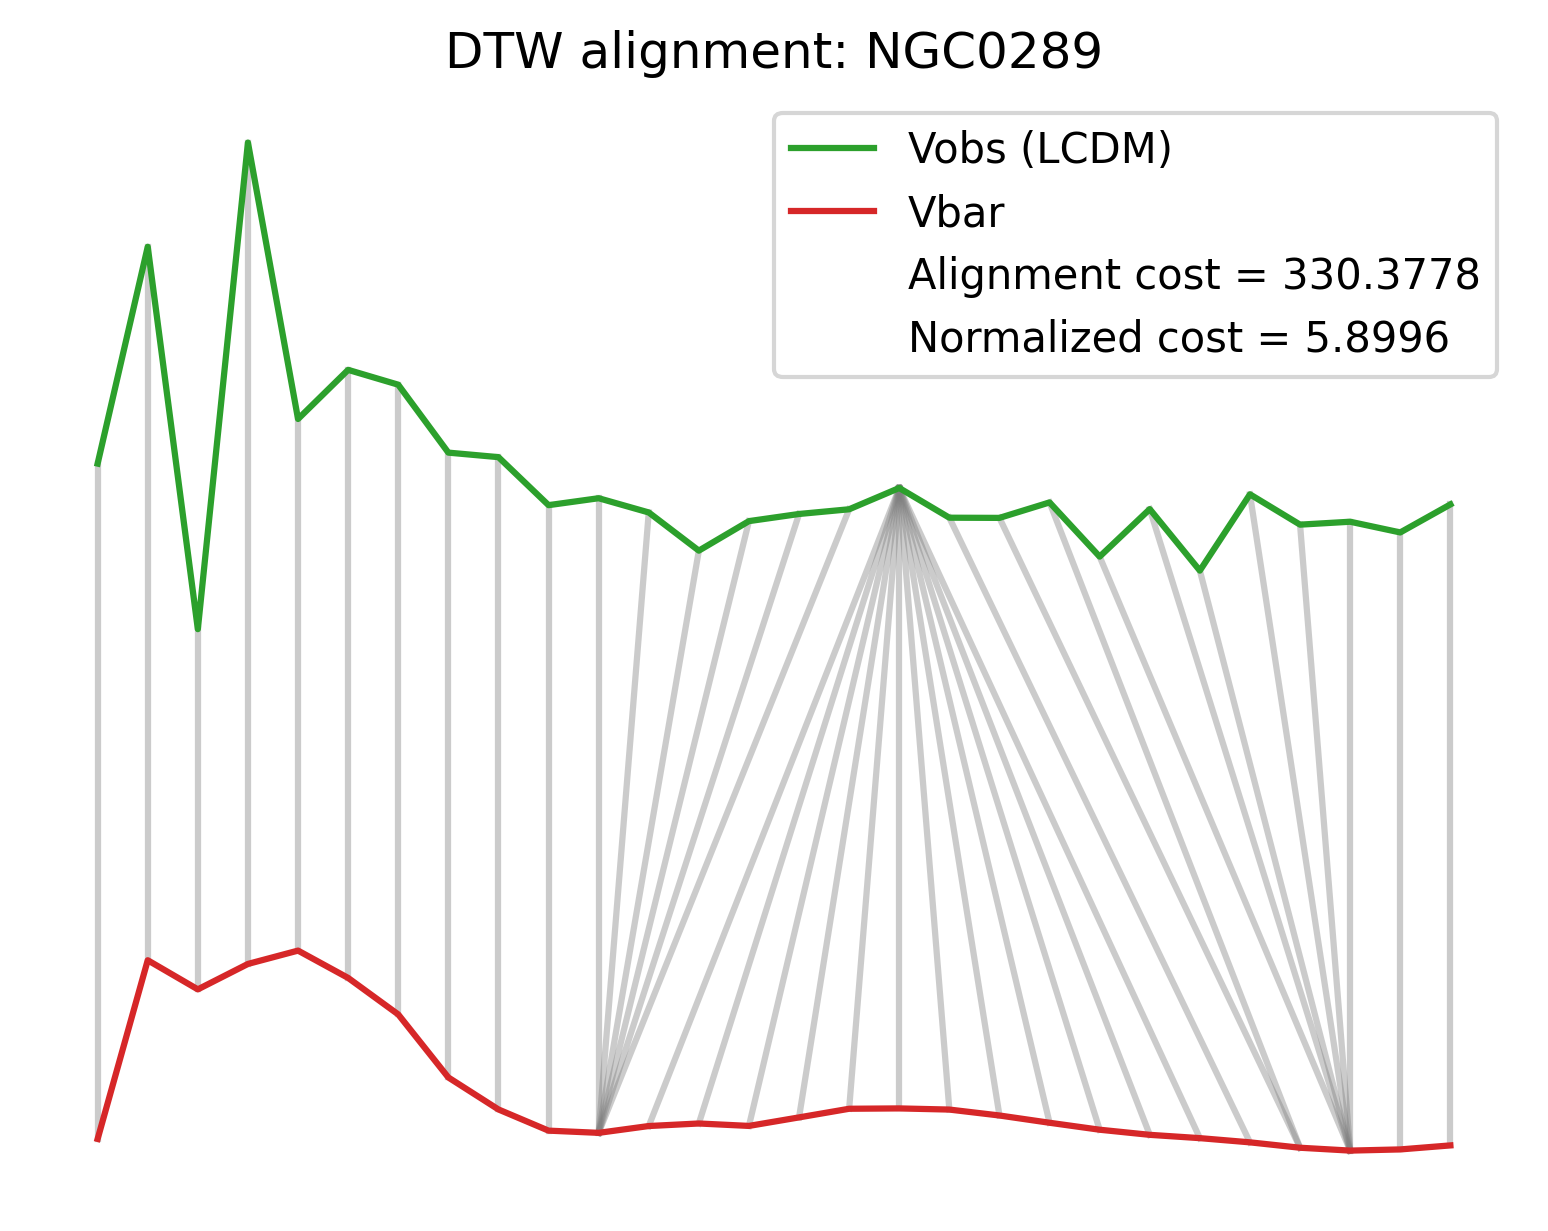 DTW alignment: NGC0289
Vobs (LCDM)
Vbar
Alignment cost = 330.3778
Normalized cost = 5.8996